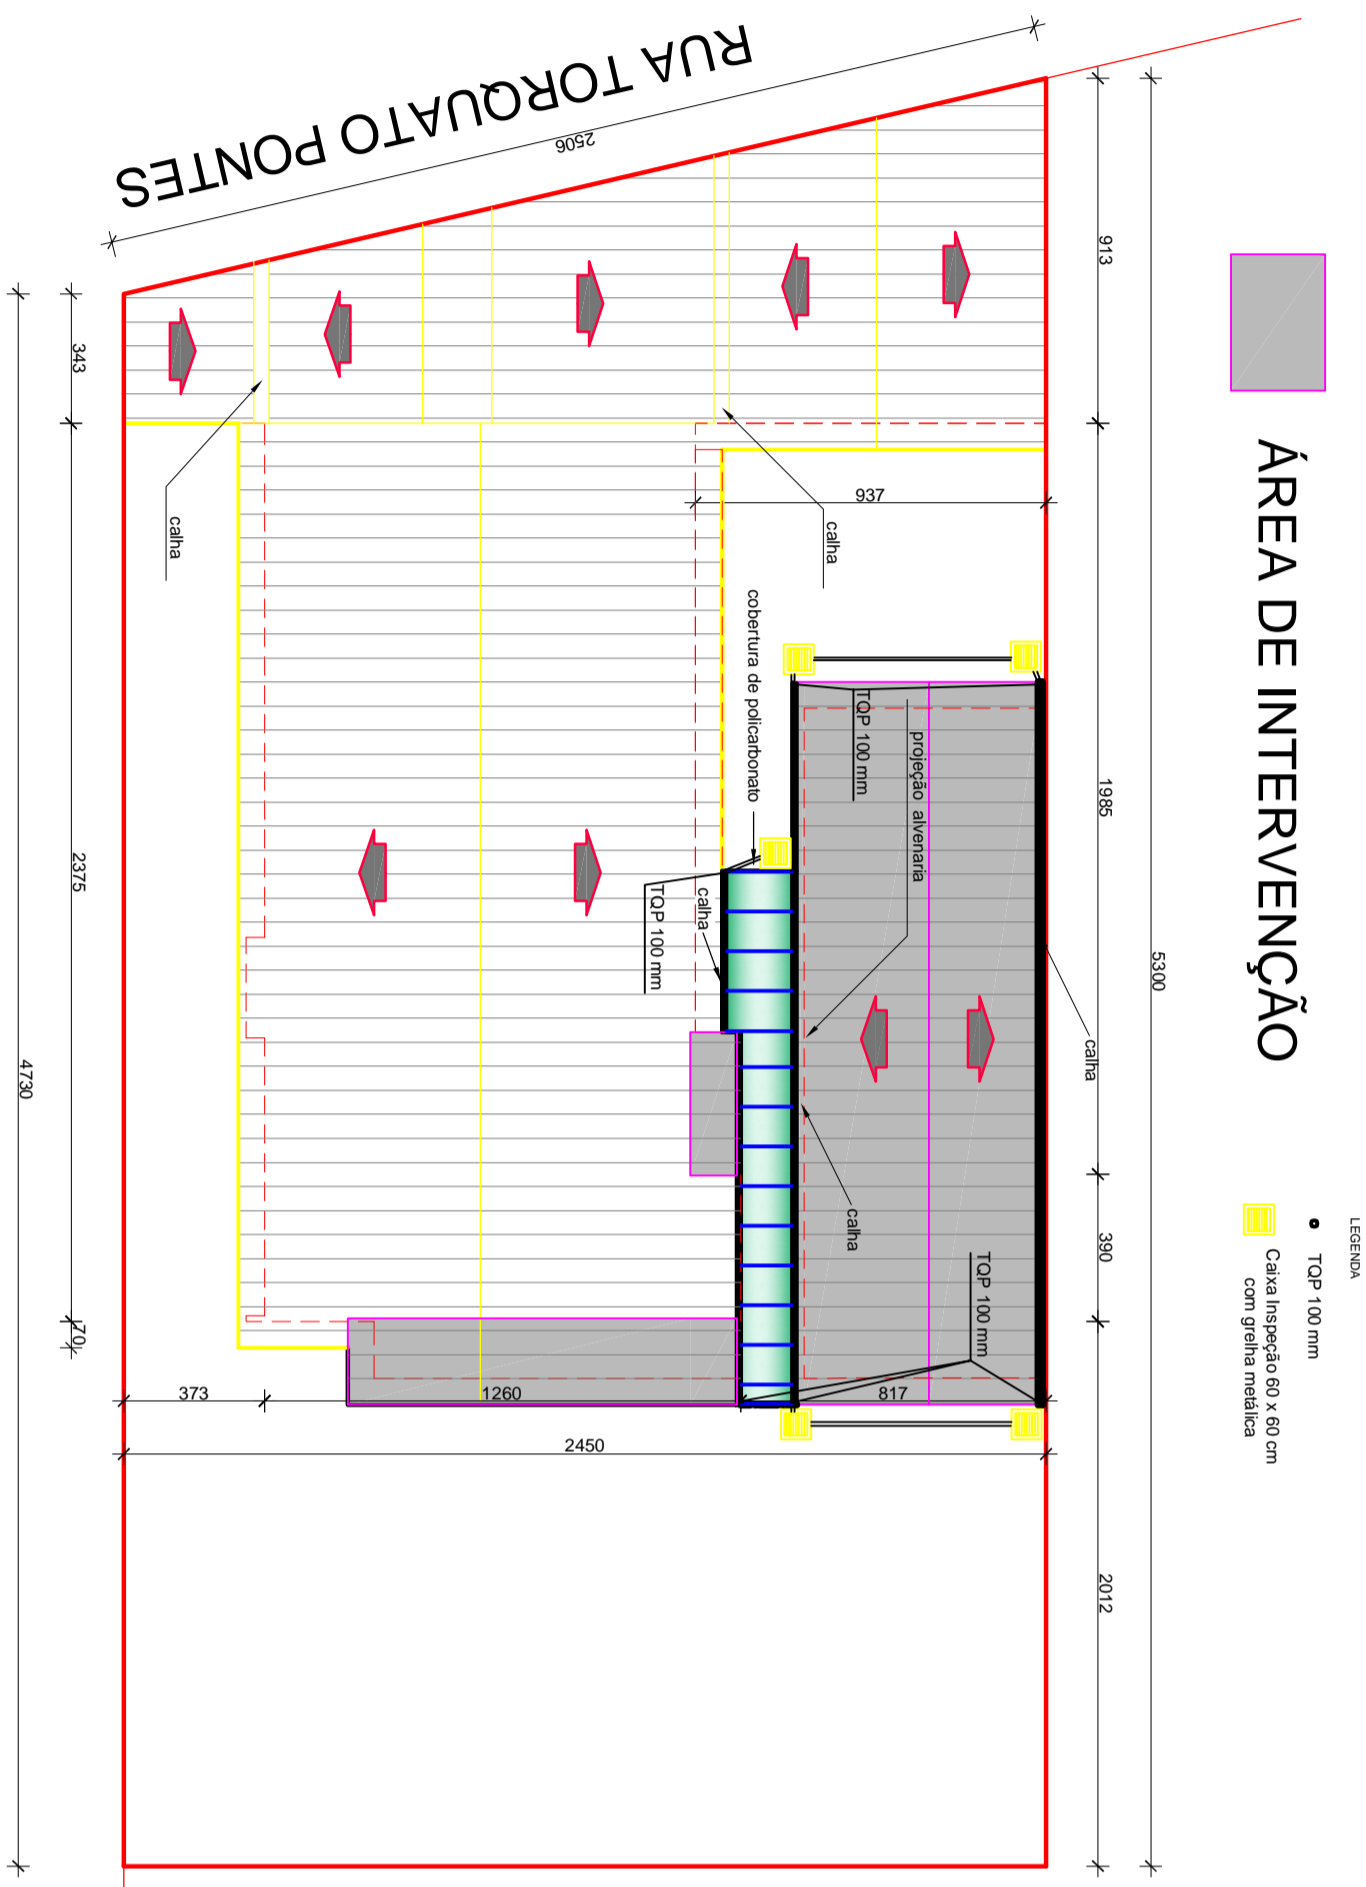 RUA TORQUATO PONTES
2506
ÁREA DE INTERVENÇÃO
LEGENDA
TQP 100 mm
Caixa Inspeção 60 x 60 cm
com grelha metálica
5300
913
1985
390
2012
937
calha
calha
calha
cobertura de policarbonato
TQP 100 mm
projeção alvenaria
calha
TQP 100 mm
calha
TQP 100 mm
373
1260
817
2450
343
2375
70
4730